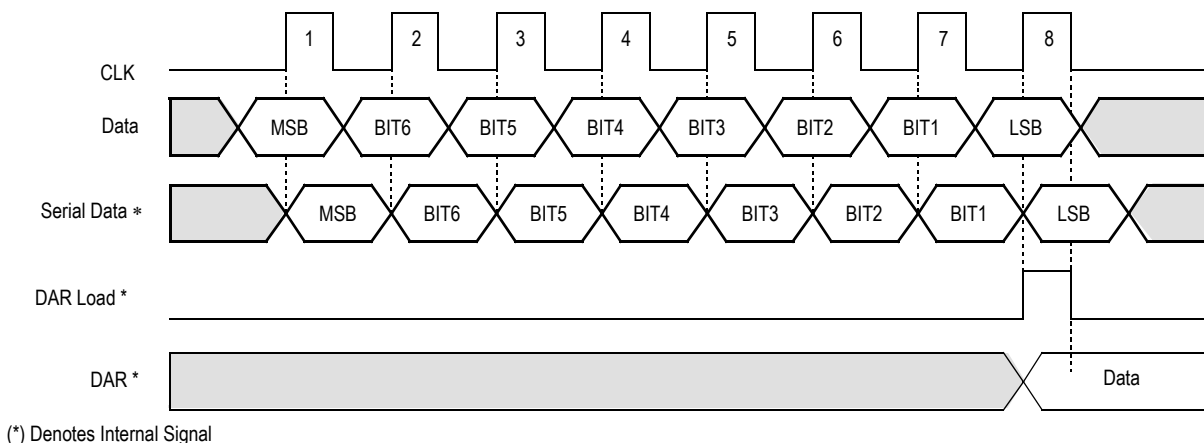 1 2 3 4 5 6 7 8
CLK
Data MSB BIT6 BIT5 BIT4 BIT3 BIT2 BIT1 LSB
Serial Data * MSB BIT6 BIT5 BIT4 BIT3 BIT2 BIT1 LSB
DAR Load *
DAR * Data
(*) Denotes Internal Signal